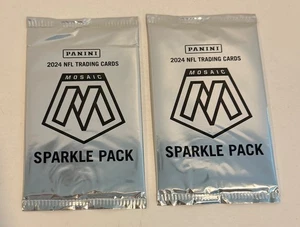 PANINI
2024 NFL TRADING CARDS
MOSAIC
M
SPARKLE PACK
PANINI
2024 NFL TRADING CARDS
MOSAIC
M
SPARKLE PACK